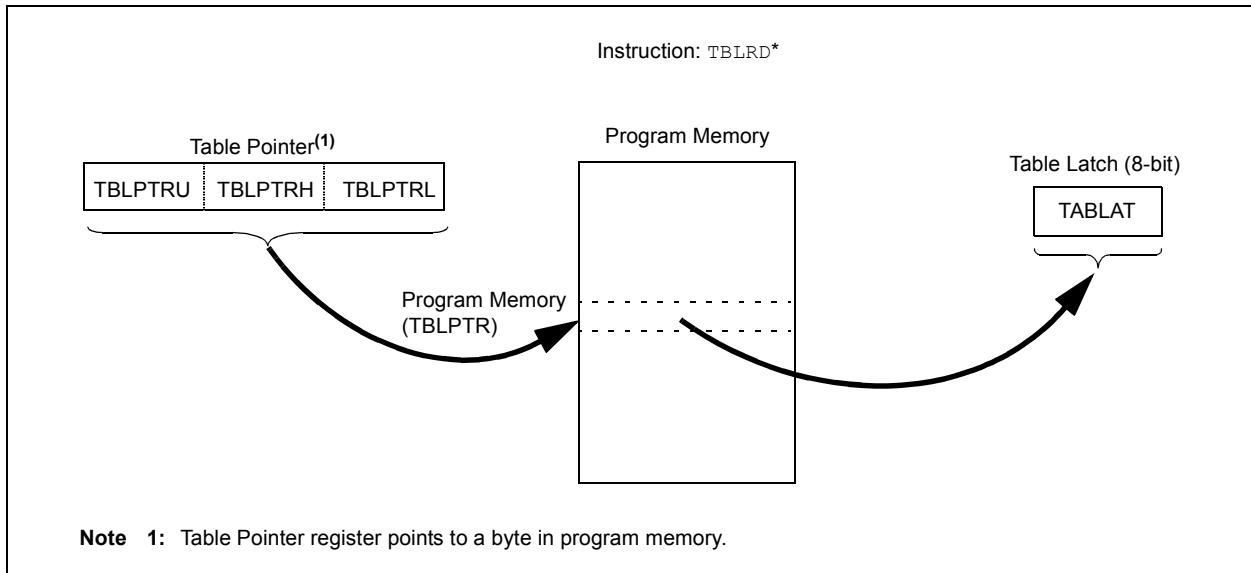 Instruction: TBLRD*
Table Pointer(1)
TBLPTRU TBLPTRH TBLPTRL
Program Memory
Table Latch (8-bit)
TABLAT
Program Memory
(TBLPTR)
Note 1: Table Pointer register points to a byte in program memory.